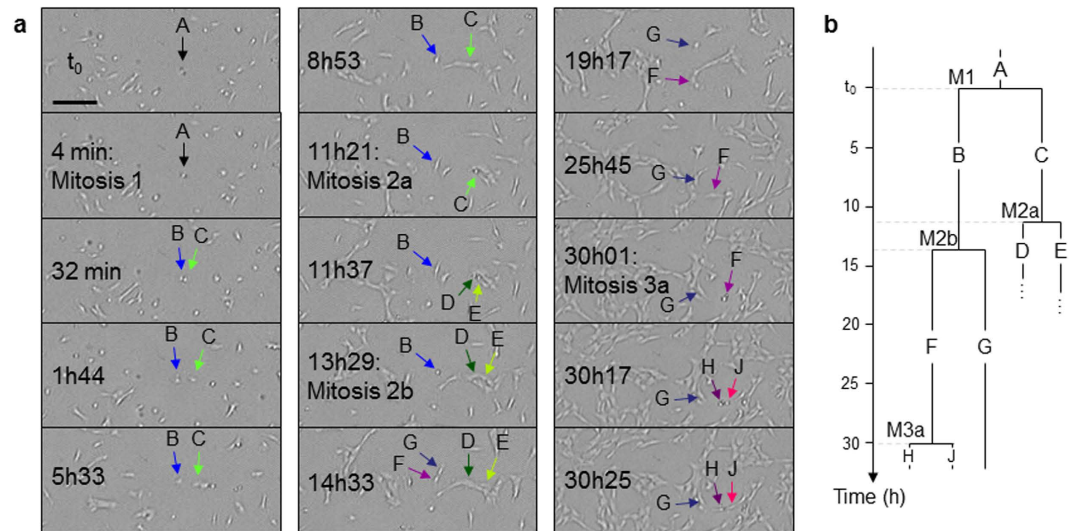 a
A
t0
A
4 min:
Mitosis 1
B C
32 min
B C
1h44
B C
5h33
B C
8h53
B
11h21:
Mitosis 2a
C
B
11h37
D
E
B D E
13h29:
Mitosis 2b
G D E
F
14h33
G
19h17
F
F
25h45
G
30h01:
F
Mitosis 3a
G
H J
30h17
G
H J
30h25
G
b
A
M1
t0
5
B C
10
M2a
M2b
D E
15
...
...
20
F G
25
M3a
30
H J
Time (h)